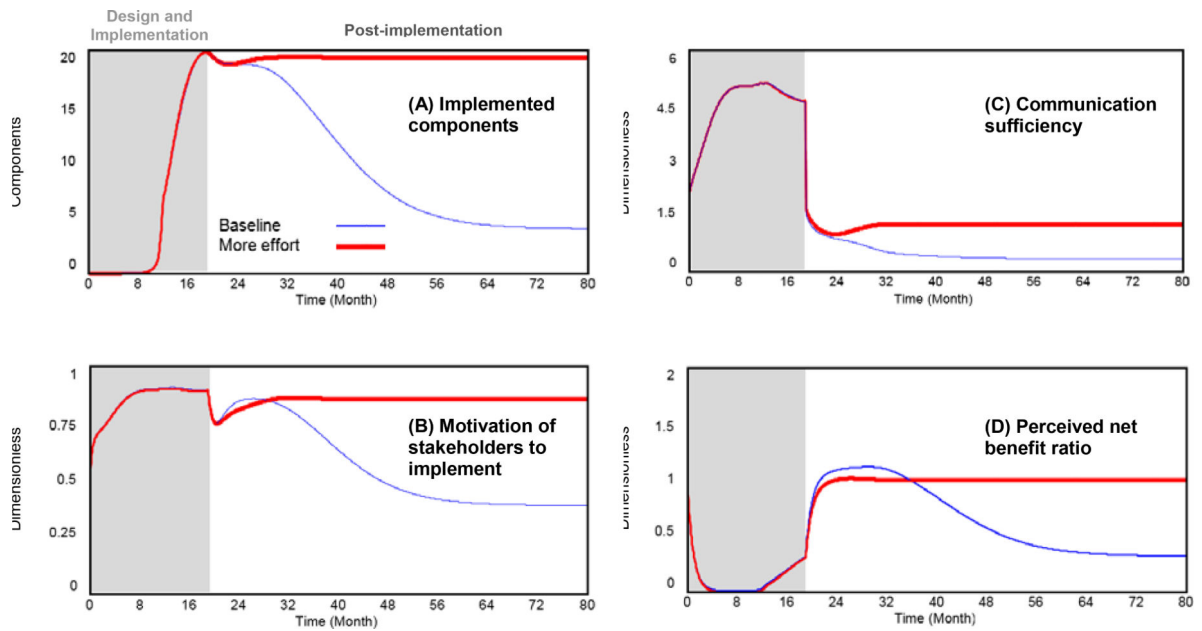 Design and
Implementation
Post-implementation
20
15
10
5
0
Components
(A) Implemented
components
Baseline
More effort
0 8 16 24 32 40 48 56 64 72 80
Time (Month)
6
4.5
3
1.5
0
Dimensionless
(C) Communication
sufficiency
0 8 16 24 32 40 48 56 64 72 80
Time (Month)
1
0.75
0.5
0.25
0
Dimensionless
(B) Motivation of
stakeholders to
implement
0 8 16 24 32 40 48 56 64 72 80
Time (Month)
2
1.5
1
0.5
0
Dimensionless
(D) Perceived net
benefit ratio
0 8 16 24 32 40 48 56 64 72 80
Time (Month)